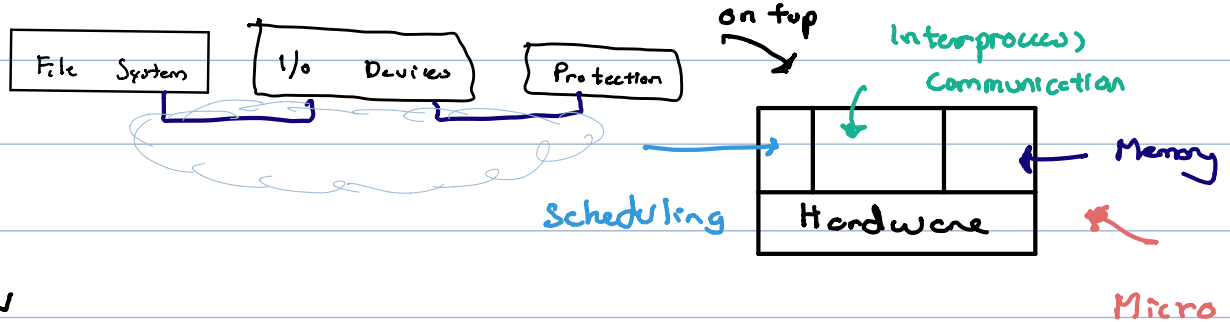 File System
I/o Devices
Protection
on top
Interprocess)
Communication
Memory
Scheduling
Hardware
Micro